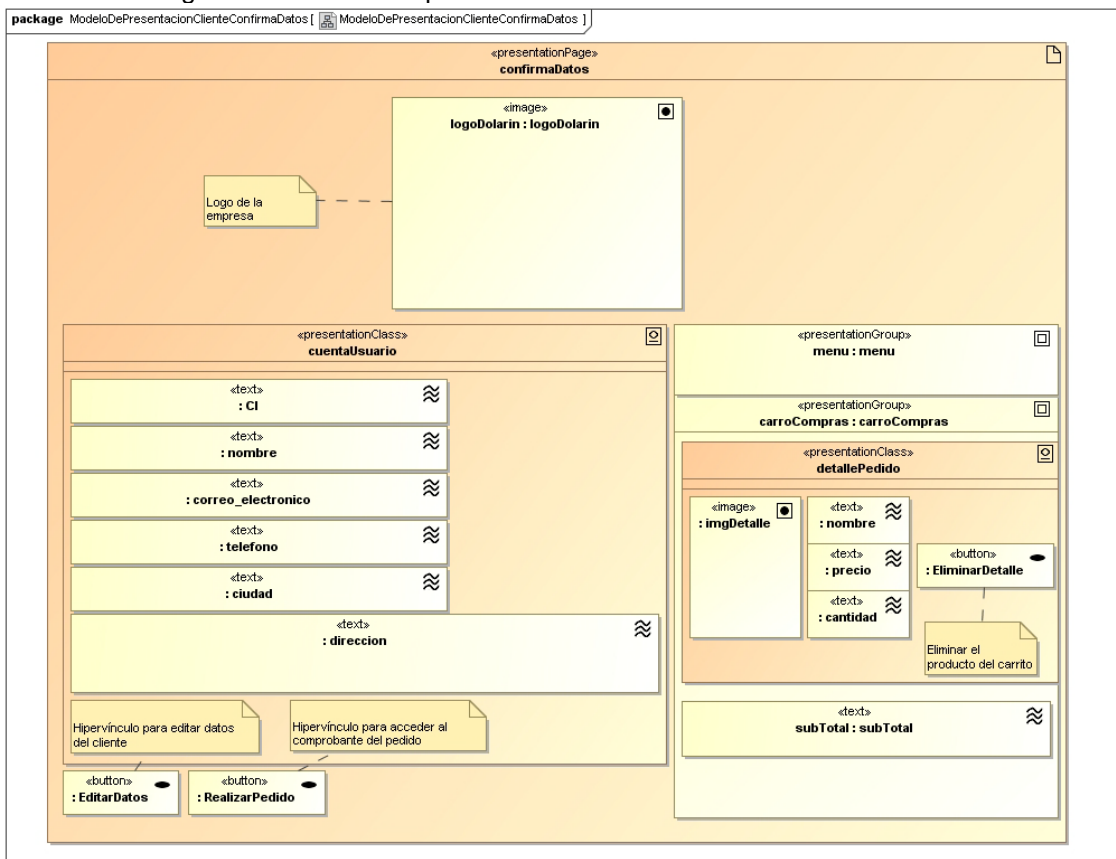 package ModeloDePresentacionClienteConfirmaDatos [ ModeloDePresentacionClienteConfirmaDatos ]
«presentationPage»
confirmaDatos
«image»
logoDolarin : logoDolarin
Logo de la
empresa
«presentationClass»
cuentaUsuario
«text»
: CI
«text»
: nombre
«text»
: correo_electronico
«text»
: telefono
«text»
: ciudad
«text»
: direccion
Hipervínculo para editar datos
del cliente
Hipervínculo para acceder al
comprobante del pedido
«button»
: EditarDatos
«button»
: RealizarPedido
«presentationGroup»
menu : menu
«presentationGroup»
carroCompras : carroCompras
«presentationClass»
detallePedido
«image»
: imgDetalle
«text»
: nombre
«text»
: precio
«text»
: cantidad
«button»
: EliminarDetalle
Eliminar el
producto del carrito
«text»
subTotal : subTotal